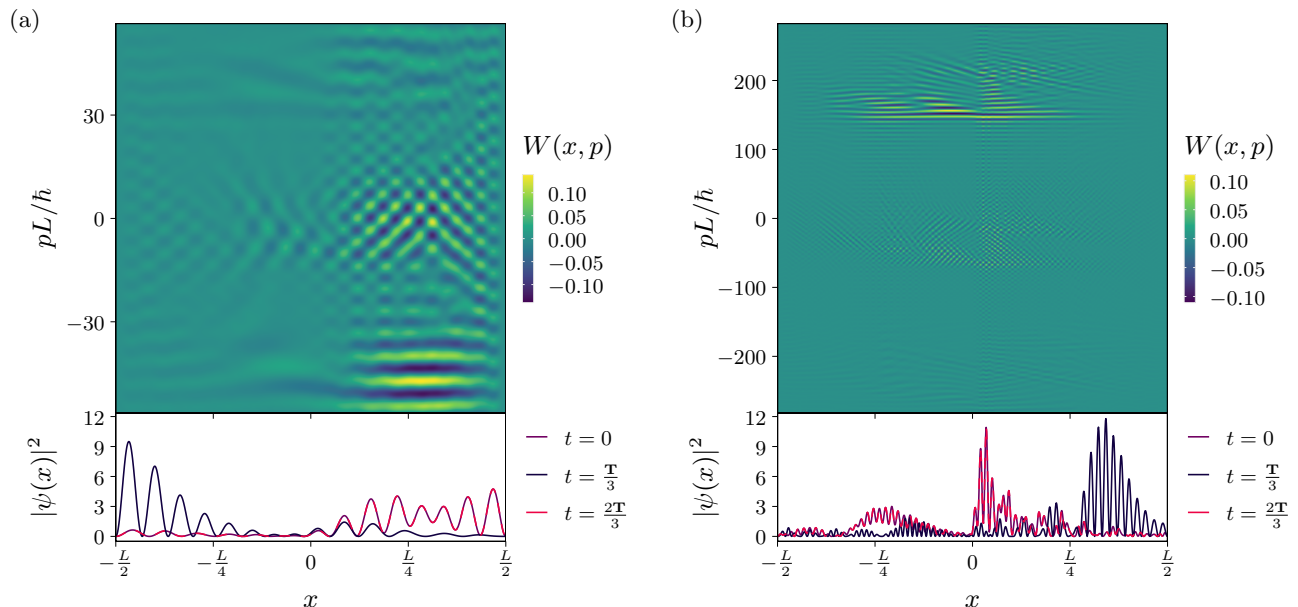 (a)
30
0
−30
pL/ħ
W(x, p)
0.10
0.05
0.00
−0.05
−0.10
12
9
6
3
0
|ψ(x)|²
−L/2
−L/4
0
L/4
L/2
x
t = 0
t = T/3
t = 2T/3
(b)
200
100
0
−100
−200
pL/ħ
W(x, p)
0.10
0.05
0.00
−0.05
−0.10
12
9
6
3
0
|ψ(x)|²
−L/2
−L/4
0
L/4
L/2
x
t = 0
t = T/3
t = 2T/3